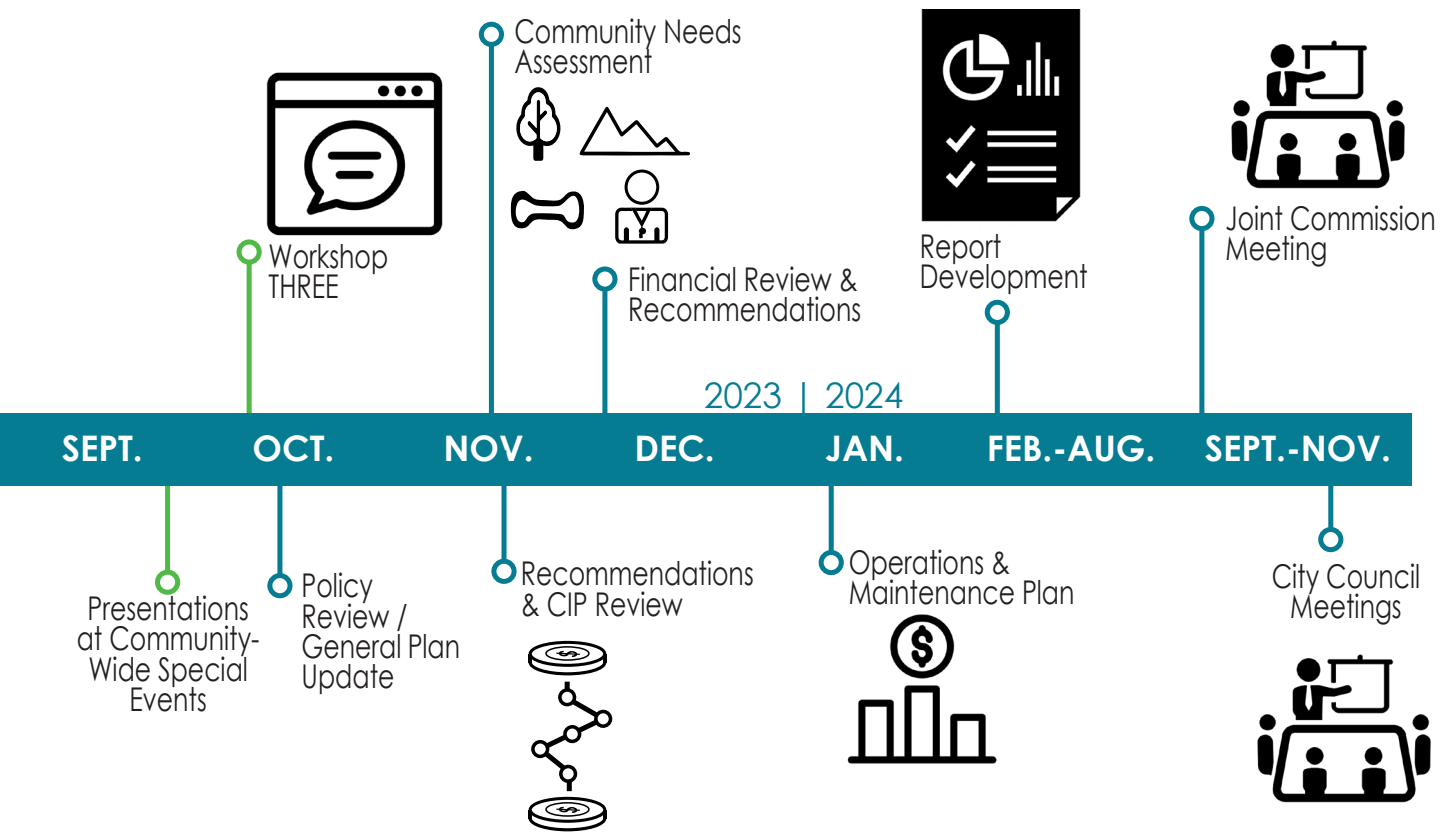 Community Needs
Assessment
Workshop
THREE
Financial Review &
Recommendations
Report
Development
Joint Commission
Meeting
2023 | 2024
SEPT.
OCT.
NOV.
DEC.
JAN.
FEB.-AUG.
SEPT.-NOV.
Presentations
at Community-
Wide Special
Events
Policy
Review /
General Plan
Update
Recommendations
& CIP Review
$
$
Operations &
Maintenance Plan
$
City Council
Meetings